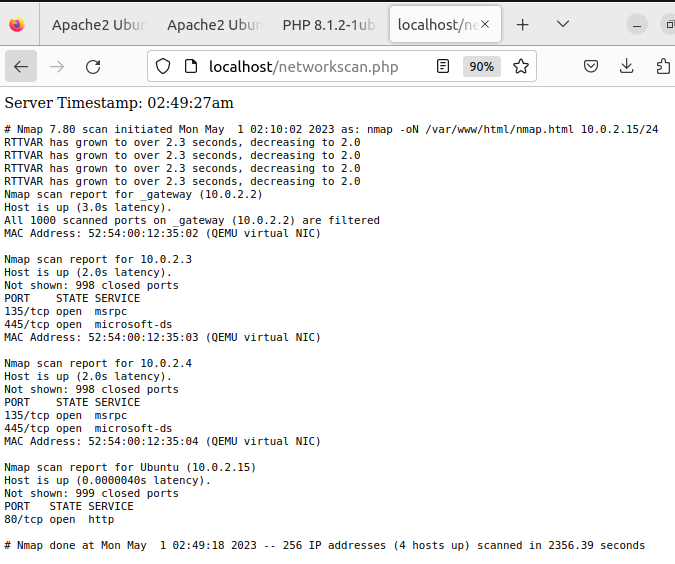 Apache2 Ubun
Apache2 Ubun
PHP 8.1.2-1ub
localhost/ne
localhost/networkscan.php
90%
Server Timestamp: 02:49:27am
# Nmap 7.80 scan initiated Mon May  1 02:10:02 2023 as: nmap -oN /var/www/html/nmap.html 10.0.2.15/24
RTTVAR has grown to over 2.3 seconds, decreasing to 2.0
RTTVAR has grown to over 2.3 seconds, decreasing to 2.0
RTTVAR has grown to over 2.3 seconds, decreasing to 2.0
RTTVAR has grown to over 2.3 seconds, decreasing to 2.0
Nmap scan report for _gateway (10.0.2.2)
Host is up (3.0s latency).
All 1000 scanned ports on _gateway (10.0.2.2) are filtered
MAC Address: 52:54:00:12:35:02 (QEMU virtual NIC)
Nmap scan report for 10.0.2.3
Host is up (2.0s latency).
Not shown: 998 closed ports
PORT    STATE SERVICE
135/tcp open  msrpc
445/tcp open  microsoft-ds
MAC Address: 52:54:00:12:35:03 (QEMU virtual NIC)
Nmap scan report for 10.0.2.4
Host is up (2.0s latency).
Not shown: 998 closed ports
PORT    STATE SERVICE
135/tcp open  msrpc
445/tcp open  microsoft-ds
MAC Address: 52:54:00:12:35:04 (QEMU virtual NIC)
Nmap scan report for Ubuntu (10.0.2.15)
Host is up (0.0000040s latency).
Not shown: 999 closed ports
PORT   STATE SERVICE
80/tcp open  http
# Nmap done at Mon May  1 02:49:18 2023 -- 256 IP addresses (4 hosts up) scanned in 2356.39 seconds